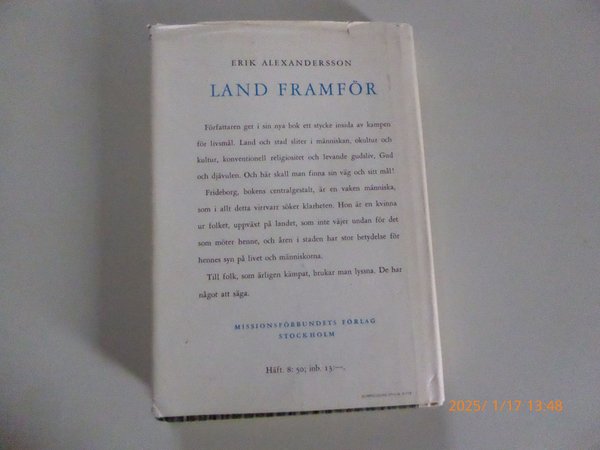 ERIK ALEXANDERSSON
LAND FRAMFÖR
Författaren ger i sin nya bok ett stycke insida av kampen
för livsmål. Land och stad sliter i människan, okultur och
kultur, konventionell religiositet och levande gudsliv, Gud
och djävulen. Och här skall man finna sin väg och sitt mål!
Frideborg, bokens centralgestalt, är en vaken människa,
som i allt detta virrvarr söker klarheten. Hon är en kvinna
ur folket, uppväxt på landet, som inte väjer undan för det
som möter henne, och åren i staden har stor betydelse för
hennes syn på livet och människorna.
Till folk, som ärligen kämpat, brukar man lyssna. De har
något att säga.
MISSIONSFÖRBUNDETS FÖRLAG
STOCKHOLM
Häft. 8: 50; inb. 13:—.
2025/ 1/17 13:48